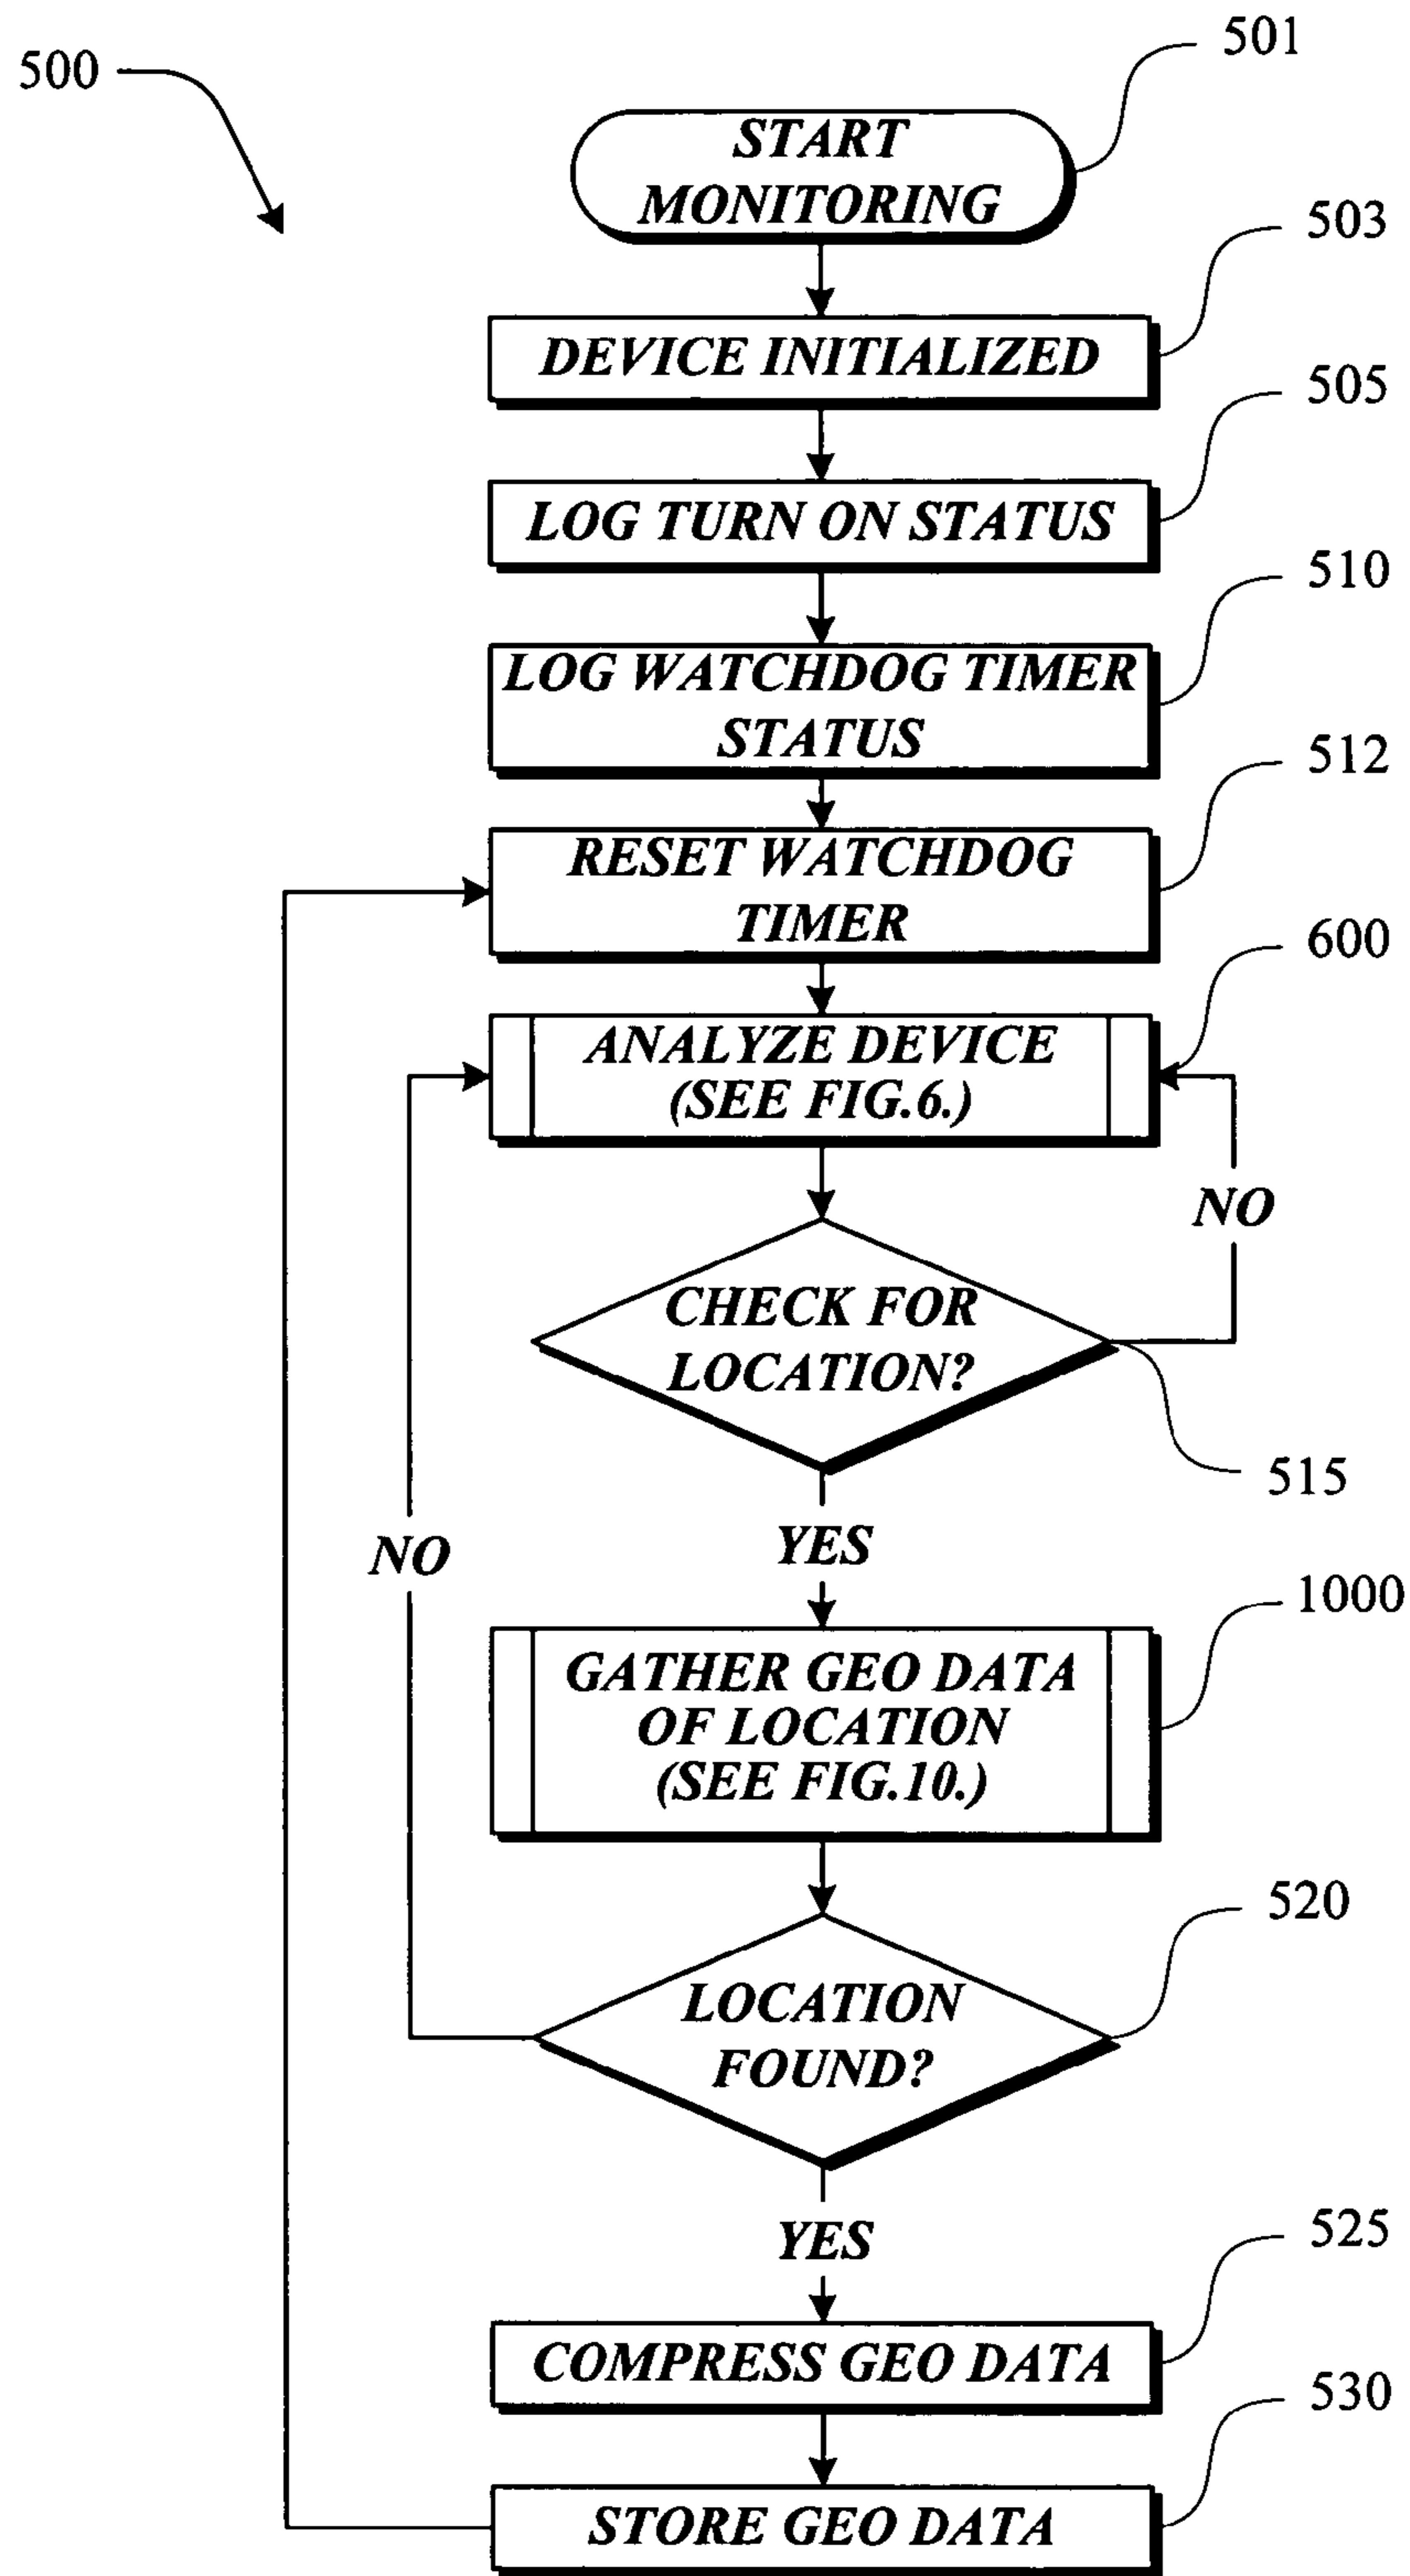 500
501
START
MONITORING
503
DEVICE INITIALIZED
505
LOG TURN ON STATUS
510
LOG WATCHDOG TIMER
STATUS
512
RESET WATCHDOG
TIMER
600
ANALYZE DEVICE
(SEE FIG.6.)
NO
CHECK FOR
LOCATION?
515
NO
YES
1000
GATHER GEO DATA
OF LOCATION
(SEE FIG.10.)
520
LOCATION
FOUND?
YES
525
COMPRESS GEO DATA
530
STORE GEO DATA